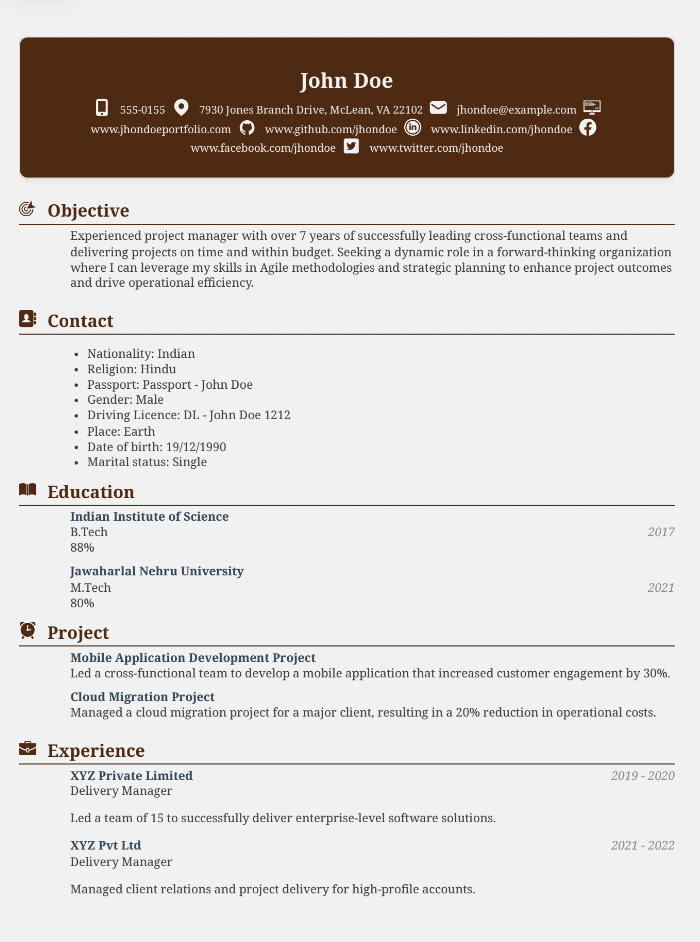 John Doe
555-0155 7930 Jones Branch Drive, McLean, VA 22102 jhondoe@example.com
www.jhondoeportfolio.com www.github.com/jhondoe www.linkedin.com/jhondoe
www.facebook.com/jhondoe www.twitter.com/jhondoe
Objective
Experienced project manager with over 7 years of successfully leading cross-functional teams and
delivering projects on time and within budget. Seeking a dynamic role in a forward-thinking organization
where I can leverage my skills in Agile methodologies and strategic planning to enhance project outcomes
and drive operational efficiency.
Contact
• Nationality: Indian
• Religion: Hindu
• Passport: Passport - John Doe
• Gender: Male
• Driving Licence: DL - John Doe 1212
• Place: Earth
• Date of birth: 19/12/1990
• Marital status: Single
Education
Indian Institute of Science
B.Tech 2017
88%
Jawaharlal Nehru University
M.Tech 2021
80%
Project
Mobile Application Development Project
Led a cross-functional team to develop a mobile application that increased customer engagement by 30%.
Cloud Migration Project
Managed a cloud migration project for a major client, resulting in a 20% reduction in operational costs.
Experience
XYZ Private Limited 2019 - 2020
Delivery Manager
Led a team of 15 to successfully deliver enterprise-level software solutions.
XYZ Pvt Ltd 2021 - 2022
Delivery Manager
Managed client relations and project delivery for high-profile accounts.